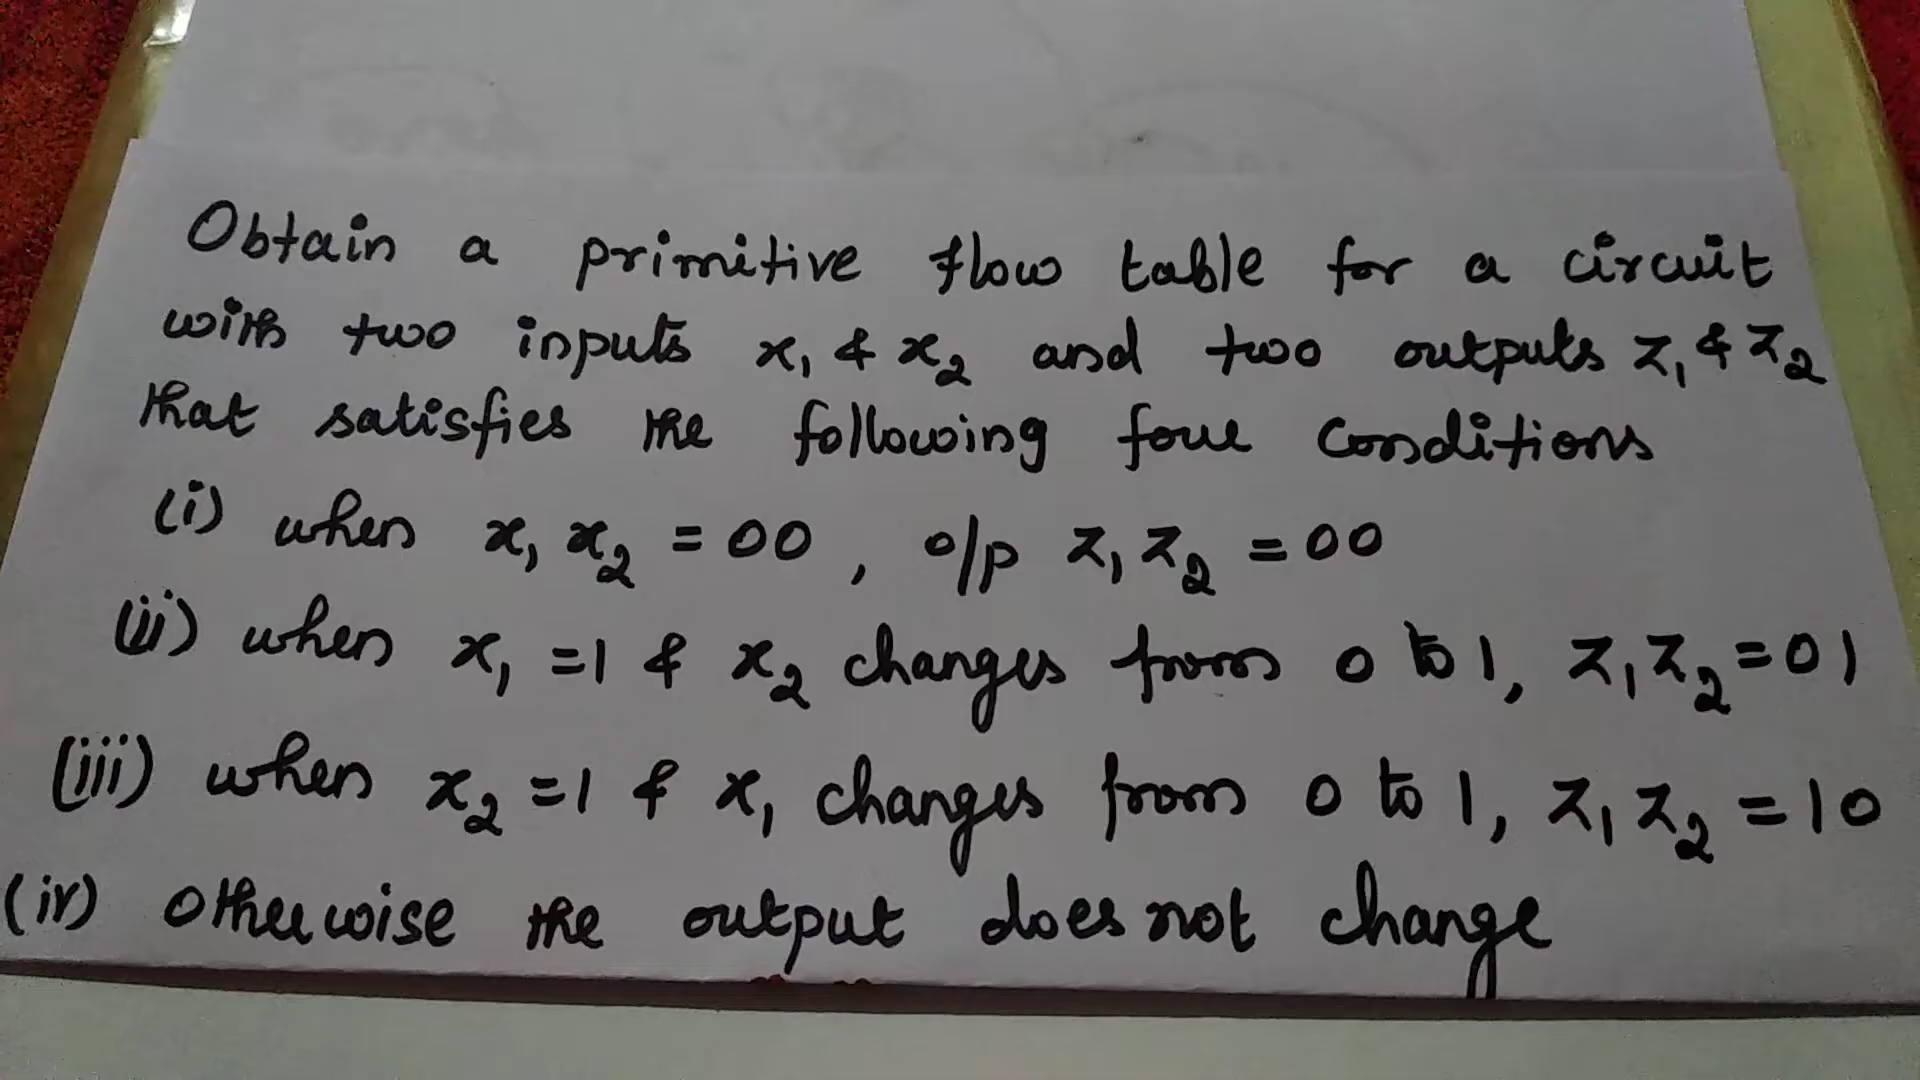 Obtain a primitive flow table for a circuit
with two inputs x₁ & x₂ and two outputs z₁ & z₂
that satisfies the following four conditions
(i) when x₁ x₂ = 00, o/p z₁ z₂ = 00
(ii) when x₁ = 1 & x₂ changes from 0 to 1, z₁ z₂ = 01
(iii) when x₂ = 1 & x₁ changes from 0 to 1, z₁ z₂ = 10
(iv) otherwise the output does not change